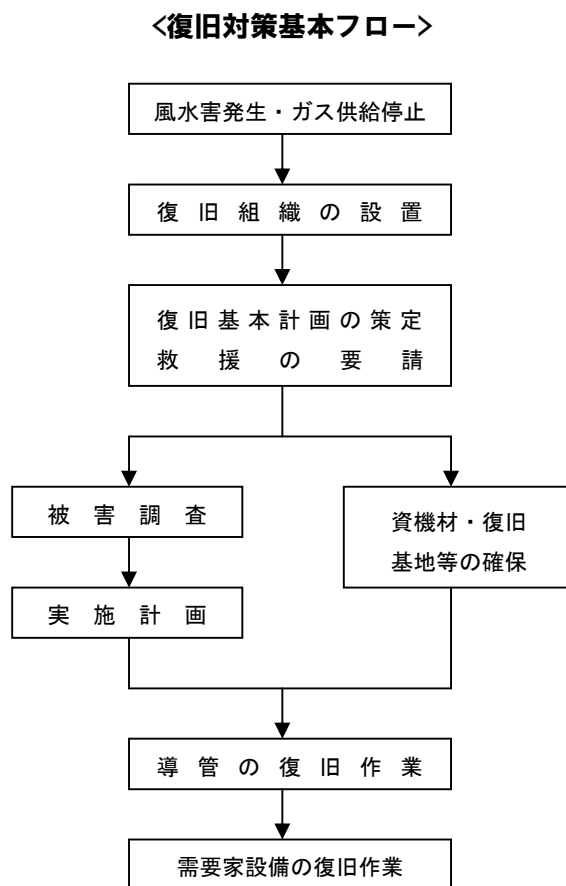 <復旧対策基本フロー>
風水害発生・ガス供給停止
復旧組織の設置
復旧基本計画の策定
救援の要請
被害調査
資機材・復旧
基地等の確保
実施計画
導管の復旧作業
需要家設備の復旧作業